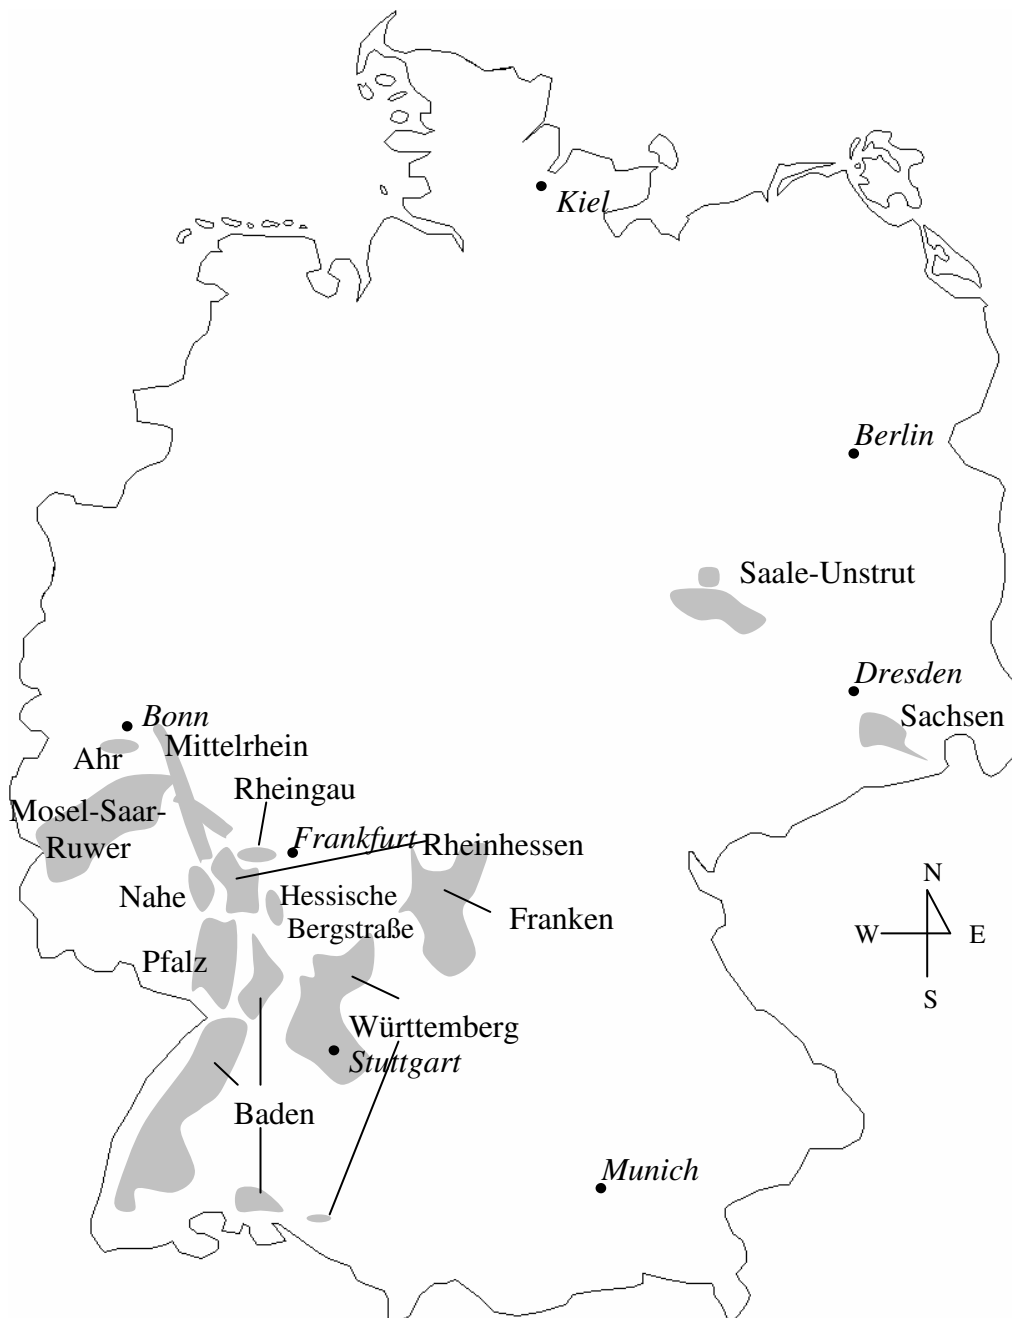 Kiel
Berlin
Saale-Unstrut
Dresden
Sachsen
Bonn
Mittelrhein
Ahr
Rheingau
Mosel-Saar-
Ruwer
Frankfurt
Rheinhessen
Nahe
Hessische
Bergstraße
Franken
N
W
E
S
Pfalz
Württemberg
Stuttgart
Baden
Munich